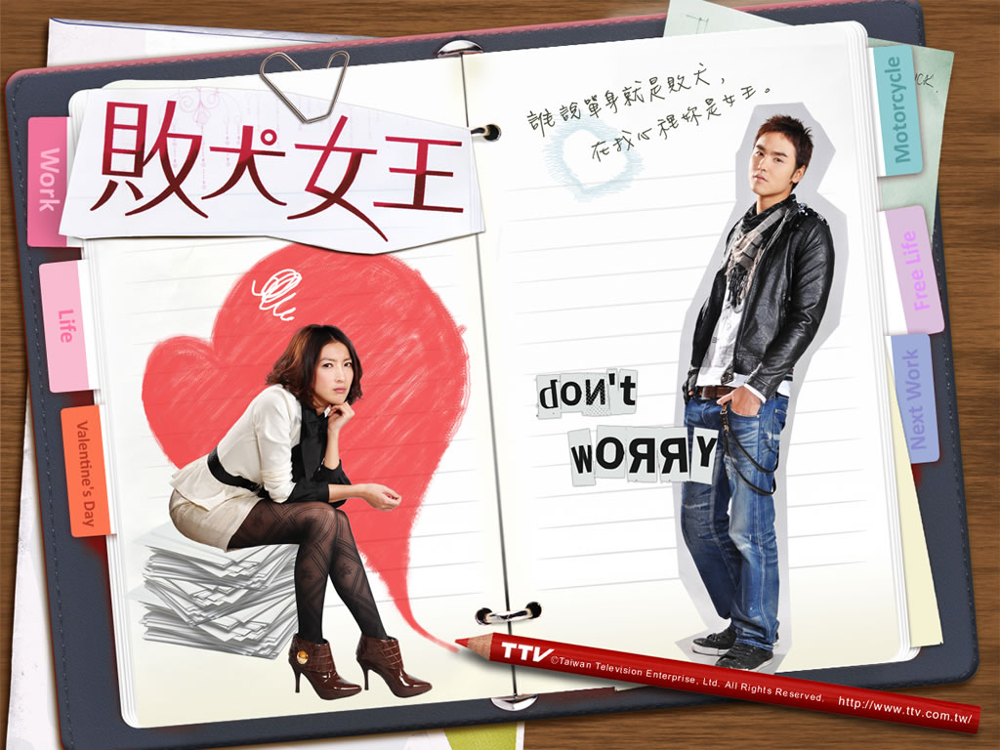 敗犬女王
誰說單身就是敗犬，
在我心裡妳是女王。
Work
Life
Valentine's Day
Motorcycle
Free Life
Next Work
don't
WORRY
TTV ©Taiwan Television Enterprise, Ltd. All Rights Reserved. http://www.ttv.com.tw/